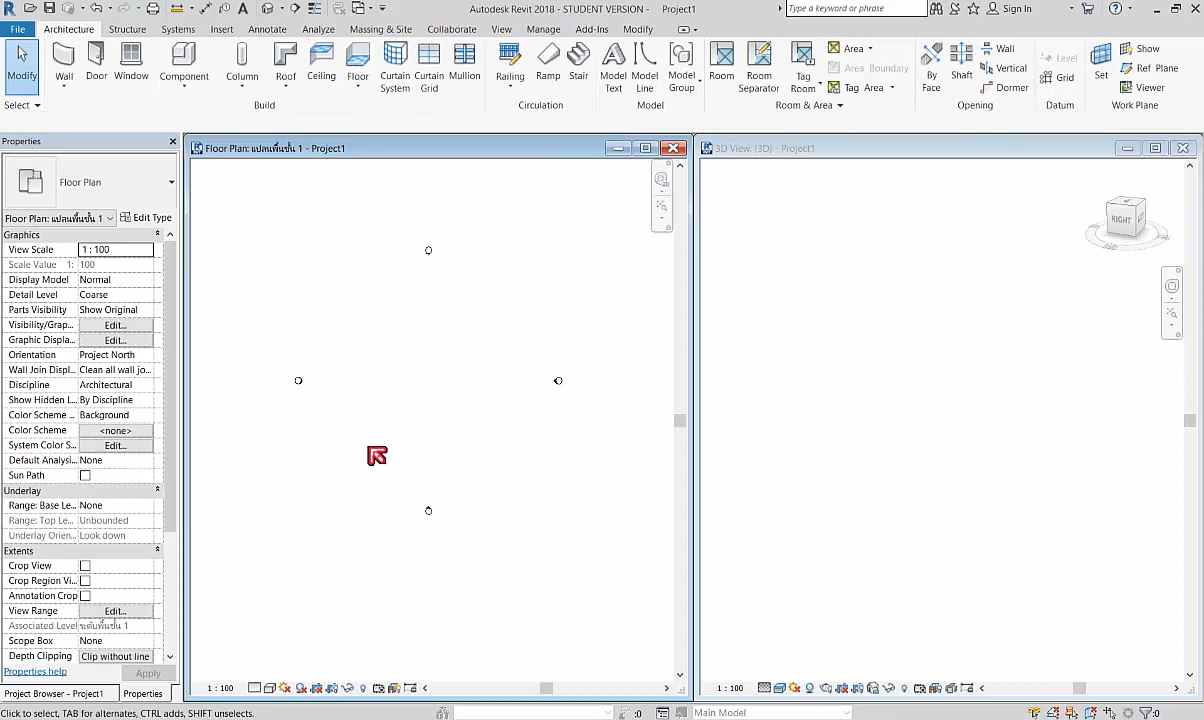 Autodesk Revit 2018 - STUDENT VERSION - Project1
Type a keyword or phrase
Sign In
File Architecture Structure Systems Insert Annotate Analyze Massing & Site Collaborate View Manage Add-Ins Modify
Modify Wall Door Window Component Column Roof Ceiling Floor Curtain System Curtain Grid Mullion Railing Ramp Stair Model Text Model Line Model Group Room Room Separator Tag Room Area Area Boundary Tag Area By Face Shaft Wall Vertical Dormer Level Grid Set Show Ref Plane Viewer
Select Build Circulation Model Room & Area Opening Datum Work Plane
Properties
Floor Plan
Floor Plan: แปลนพื้นชั้น 1 Edit Type
Graphics
View Scale 1 : 100
Scale Value 1: 100
Display Model Normal
Detail Level Coarse
Parts Visibility Show Original
Visibility/Grap... Edit...
Graphic Displa... Edit...
Orientation Project North
Wall Join Displ... Clean all wall jo...
Discipline Architectural
Show Hidden L... By Discipline
Color Scheme ... Background
Color Scheme <none>
System Color S... Edit...
Default Analysi... None
Sun Path
Underlay
Range: Base Le... None
Range: Top Le... Unbounded
Underlay Orien... Look down
Extents
Crop View
Crop Region Vi...
Annotation Crop
View Range Edit...
Associated Level ระดับพื้นชั้น 1
Scope Box None
Depth Clipping Clip without line
Properties help Apply
Project Browser - Project1 Properties
Floor Plan: แปลนพื้นชั้น 1 - Project1
1 : 100
3D View: {3D} - Project1
RIGHT
1 : 100
Click to select, TAB for alternates, CTRL adds, SHIFT unselects.
:0
Main Model
:0